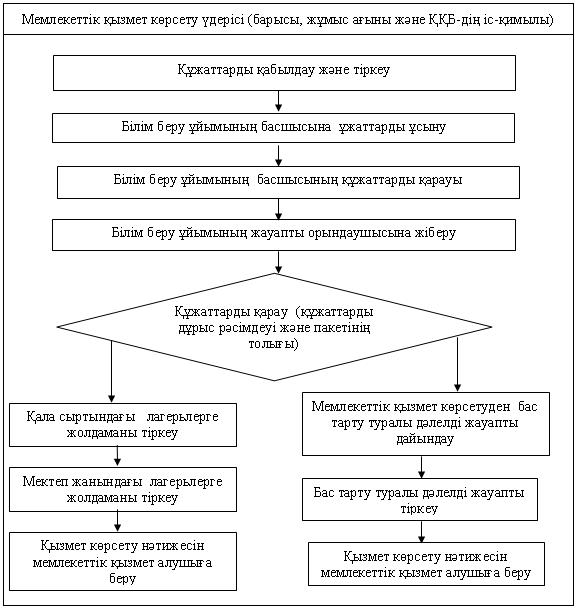 Мемлекеттік қызмет көрсету үдерісі (барысы, жұмыс ағыны және ҚҚБ-дің іс-қимылы)
Құжаттарды қабылдау және тіркеу
Білім беру ұйымының басшысына ұжаттарды ұсыну
Білім беру ұйымының басшысының құжаттарды қарауы
Білім беру ұйымының жауапты орындаушысына жіберу
Құжаттарды қарау (құжаттарды
дұрыс рәсімдеуі және пакетінің
толығы)
Қала сыртындағы лагерьлерге
жолдаманы тіркеу
Мектеп жанындағы лагерьлерге
жолдаманы тіркеу
Қызмет көрсету нәтижесін
мемлекеттік қызмет алушыға
беру
Мемлекеттік қызмет көрсетуден бас
тарту туралы дәлелді жауапты
дайындау
Бас тарту туралы дәлелді жауапты
тіркеу
Қызмет көрсету нәтижесін
мемлекеттік қызмет алушыға беру